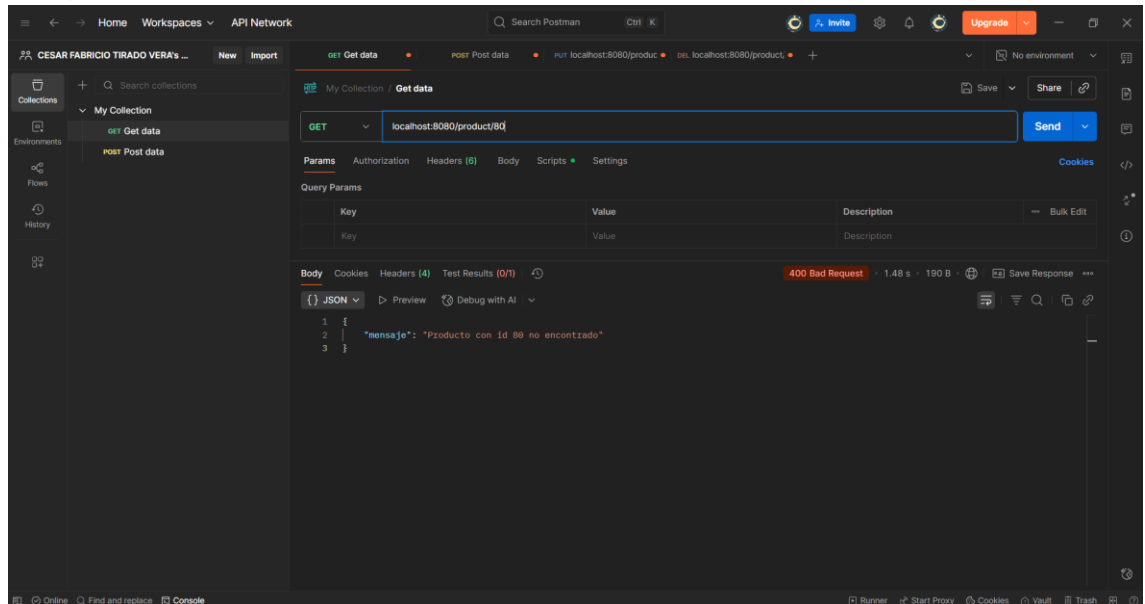 Home Workspaces API Network Search Postman Ctrl K Invite Upgrade
CESAR FABRICIO TIRADO VERA's ... New Import GET Get data POST Post data PUT localhost:8080/produc DEL localhost:8080/product, No environment
Collections
Search collections
My Collection / Get data Save Share
My Collection
GET Get data
POST Post data
Environments
Flows
History
GET localhost:8080/product/80 Send
Params Authorization Headers (6) Body Scripts Settings Cookies
Query Params
Key Value Description Bulk Edit
Key Value Description
Body Cookies Headers (4) Test Results (0/1) 400 Bad Request 1.48 s 190 B Save Response
{} JSON Preview Debug with AI
1 {
2 "mensaje": "Producto con id 80 no encontrado"
3 }
Online Find and replace Console Runner Start Proxy Cookies Vault Trash